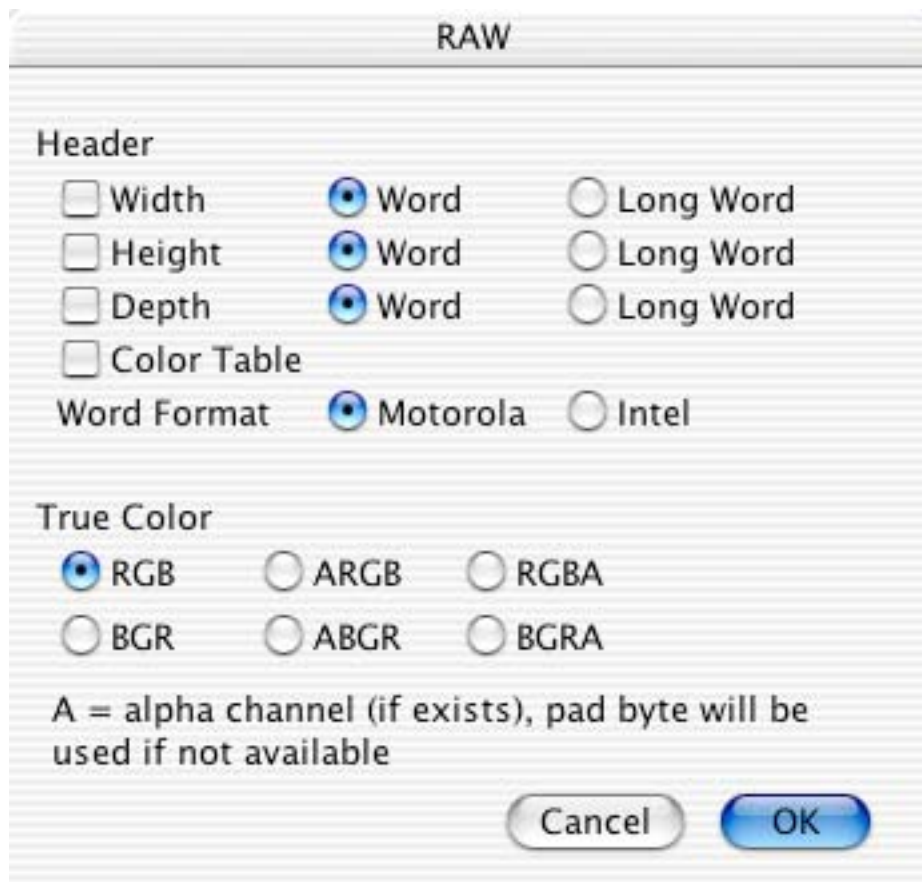 RAW
Header
Width Word Long Word
Height Word Long Word
Depth Word Long Word
Color Table
Word Format Motorola Intel
True Color
RGB ARGB RGBA
BGR ABGR BGRA
A = alpha channel (if exists), pad byte will be
used if not available
Cancel OK